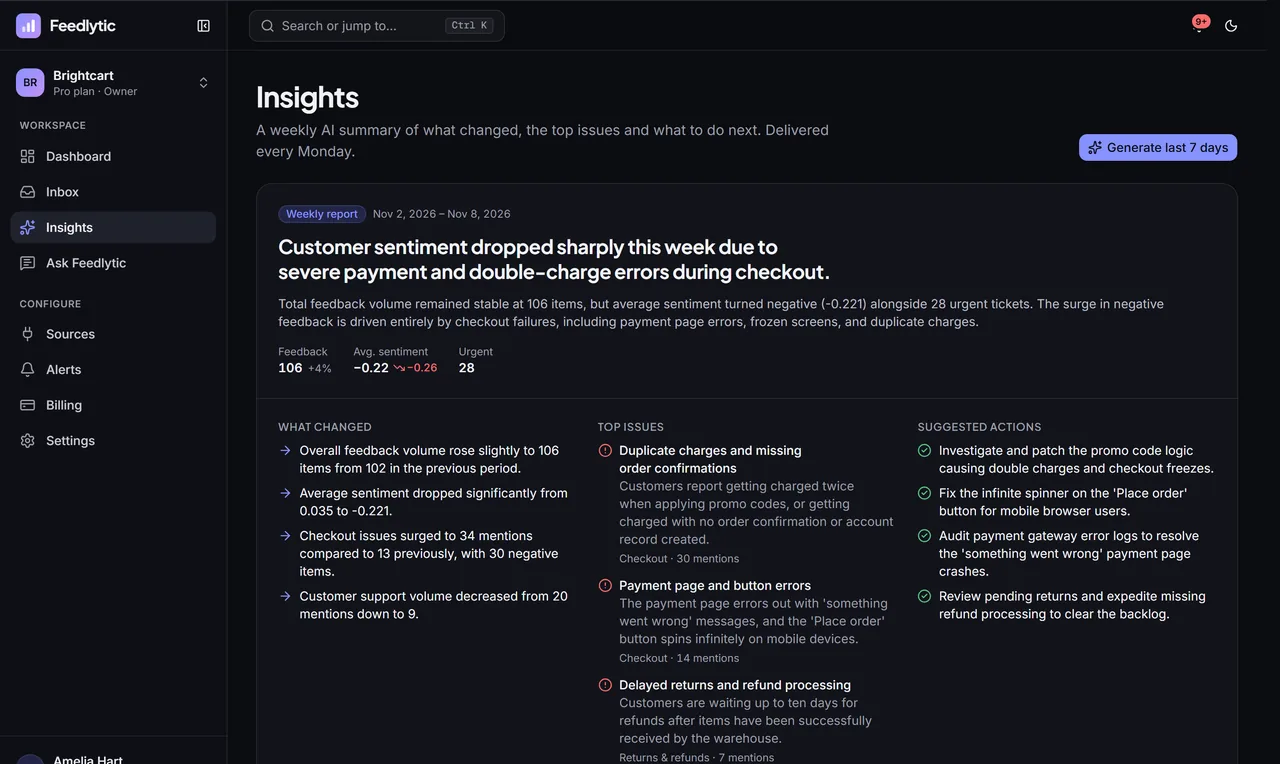 Feedlytic
Search or jump to...
Ctrl K
9+
BR
Brightcart
Pro plan · Owner
WORKSPACE
Dashboard
Inbox
Insights
Ask Feedlytic
CONFIGURE
Sources
Alerts
Billing
Settings
Amelia Hart
Insights
A weekly AI summary of what changed, the top issues and what to do next. Delivered
every Monday.
Generate last 7 days
Weekly report
Nov 2, 2026 – Nov 8, 2026
Customer sentiment dropped sharply this week due to
severe payment and double-charge errors during checkout.
Total feedback volume remained stable at 106 items, but average sentiment turned negative (-0.221) alongside 28 urgent tickets. The surge in negative
feedback is driven entirely by checkout failures, including payment page errors, frozen screens, and duplicate charges.
Feedback
106 +4%
Avg. sentiment
−0.22 −0.26
Urgent
28
WHAT CHANGED
Overall feedback volume rose slightly to 106
items from 102 in the previous period.
Average sentiment dropped significantly from
0.035 to -0.221.
Checkout issues surged to 34 mentions
compared to 13 previously, with 30 negative
items.
Customer support volume decreased from 20
mentions down to 9.
TOP ISSUES
Duplicate charges and missing
order confirmations
Customers report getting charged twice
when applying promo codes, or getting
charged with no order confirmation or account
record created.
Checkout · 30 mentions
Payment page and button errors
The payment page errors out with 'something
went wrong' messages, and the 'Place order'
button spins infinitely on mobile devices.
Checkout · 14 mentions
Delayed returns and refund processing
Customers are waiting up to ten days for
refunds after items have been successfully
received by the warehouse.
Returns & refunds · 7 mentions
SUGGESTED ACTIONS
Investigate and patch the promo code logic
causing double charges and checkout freezes.
Fix the infinite spinner on the 'Place order'
button for mobile browser users.
Audit payment gateway error logs to resolve
the 'something went wrong' payment page
crashes.
Review pending returns and expedite missing
refund processing to clear the backlog.